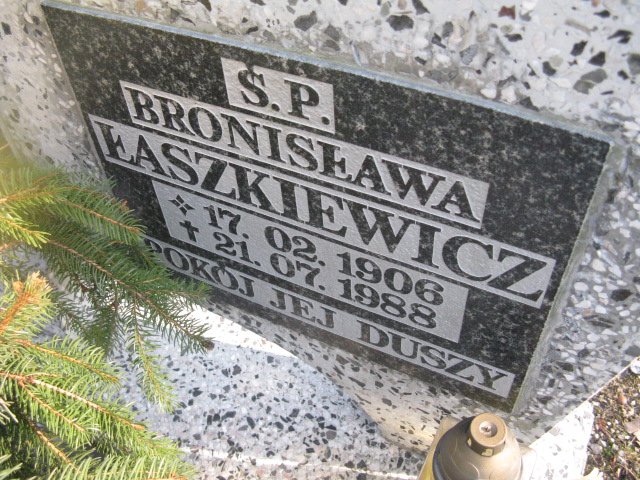 Ś.P.
BRONISŁAWA
ŁASZKIEWICZ
17. 02. 1906
21. 07. 1988
POKÓJ JEJ DUSZY